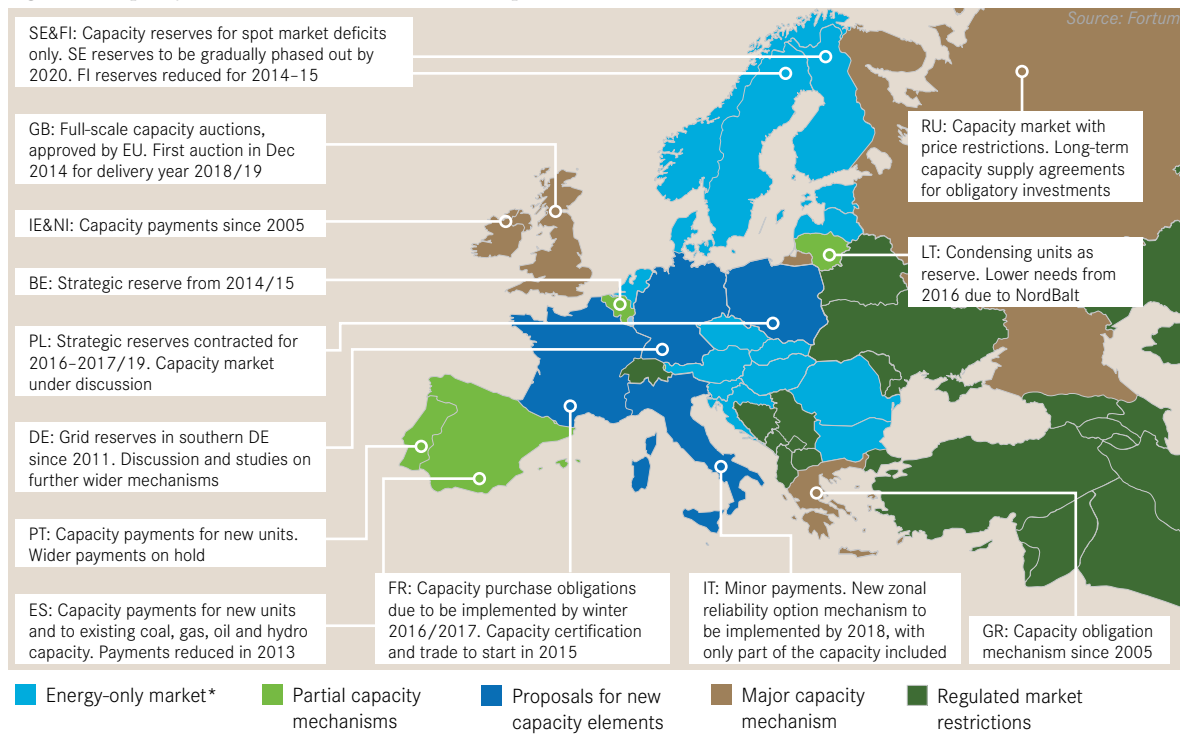 Source: Fortum
SE&FI: Capacity reserves for spot market deficits
only. SE reserves to be gradually phased out by
2020. FI reserves reduced for 2014–15
GB: Full-scale capacity auctions,
approved by EU. First auction in Dec
2014 for delivery year 2018/19
RU: Capacity market with
price restrictions. Long-term
capacity supply agreements
for obligatory investments
IE&NI: Capacity payments since 2005
LT: Condensing units as
reserve. Lower needs from
2016 due to NordBalt
BE: Strategic reserve from 2014/15
PL: Strategic reserves contracted for
2016–2017/19. Capacity market
under discussion
DE: Grid reserves in southern DE
since 2011. Discussion and studies on
further wider mechanisms
PT: Capacity payments for new units.
Wider payments on hold
ES: Capacity payments for new units
and to existing coal, gas, oil and hydro
capacity. Payments reduced in 2013
FR: Capacity purchase obligations
due to be implemented by winter
2016/2017. Capacity certification
and trade to start in 2015
IT: Minor payments. New zonal
reliability option mechanism to
be implemented by 2018, with
only part of the capacity included
GR: Capacity obligation
mechanism since 2005
Energy-only market*
Partial capacity
mechanisms
Proposals for new
capacity elements
Major capacity
mechanism
Regulated market
restrictions